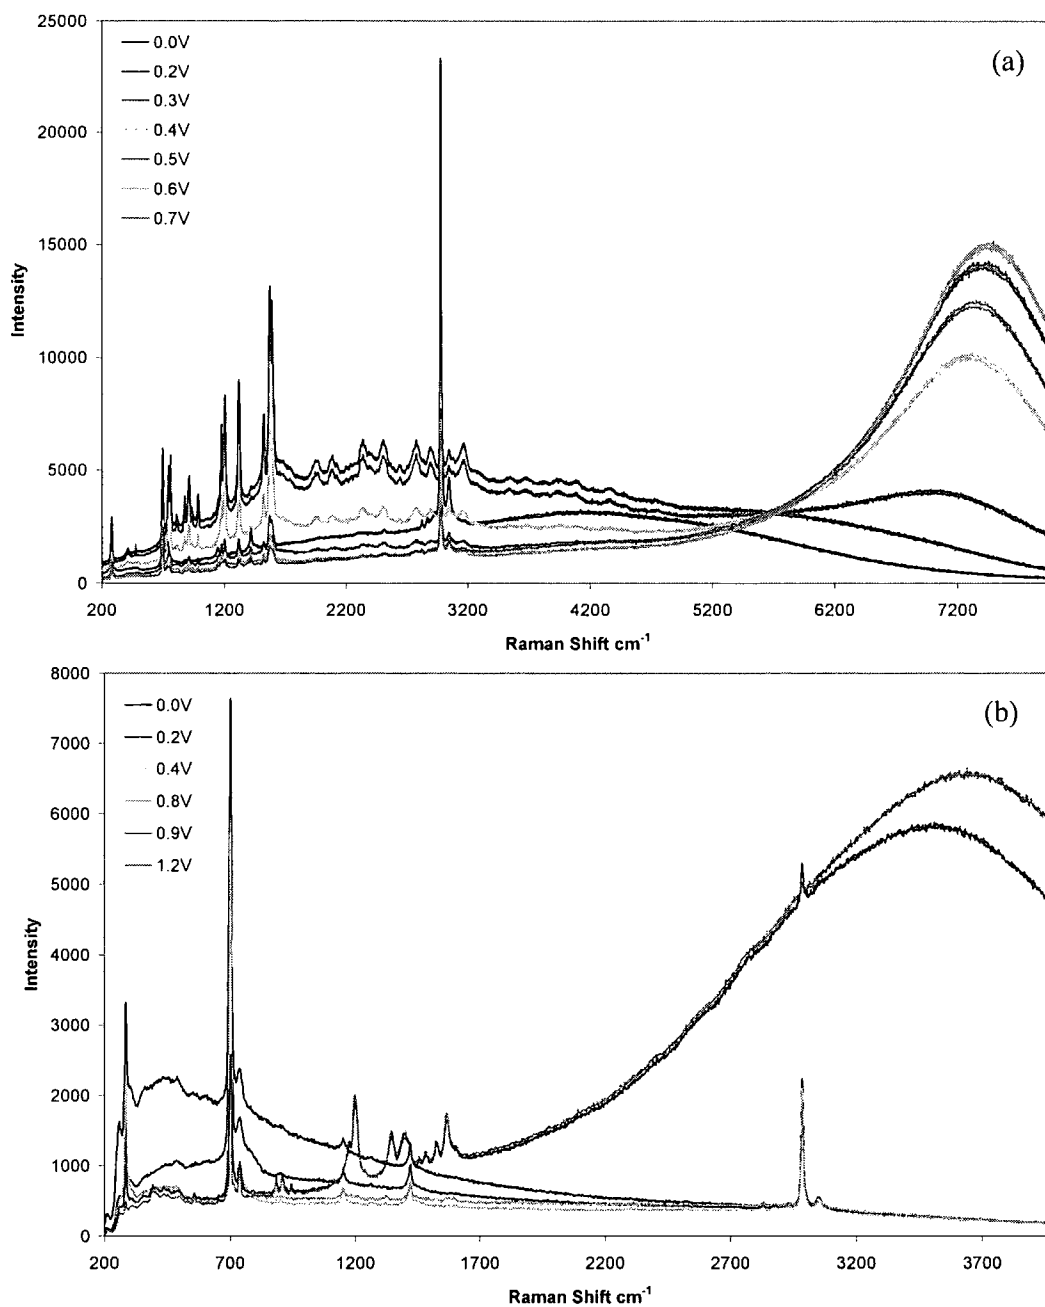 25000
20000
15000
10000
5000
0
Intensity
0.0V
0.2V
0.3V
0.4V
0.5V
0.6V
0.7V
(a)
200 1200 2200 3200 4200 5200 6200 7200
Raman Shift cm-1
8000
7000
6000
5000
4000
3000
2000
1000
0
Intensity
0.0V
0.2V
0.4V
0.8V
0.9V
1.2V
(b)
200 700 1200 1700 2200 2700 3200 3700
Raman Shift cm-1